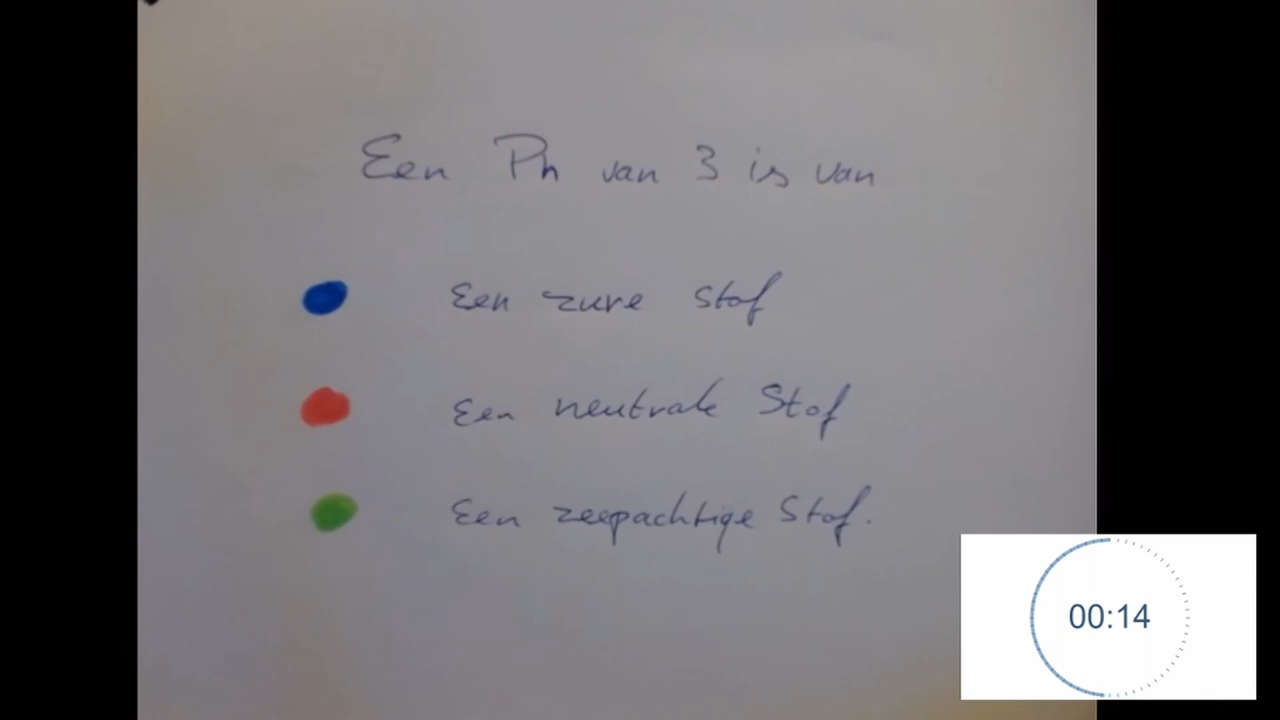 Een Ph van 3 is van
Een zure stof
Een neutrale Stof
Een zeepachtige Stof.
00:14